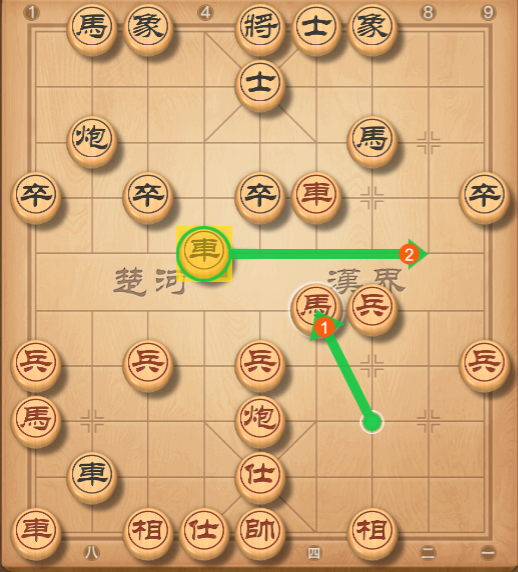 1 4 8 9
馬 象 將 士 象
士
炮 馬
卒 卒 卒 車 卒
車 2
楚河 漢界
馬 兵
1
兵 兵 兵 兵
馬 炮
車 仕
車 相 仕 帥 相
八 四 二 一